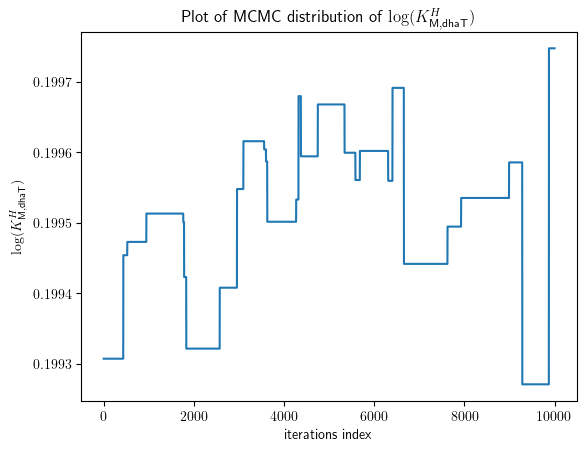 Plot of MCMC distribution of log(K^H_M,dhaT)
log(K^H_M,dhaT)
0.1997
0.1996
0.1995
0.1994
0.1993
0 2000 4000 6000 8000 10000
iterations index